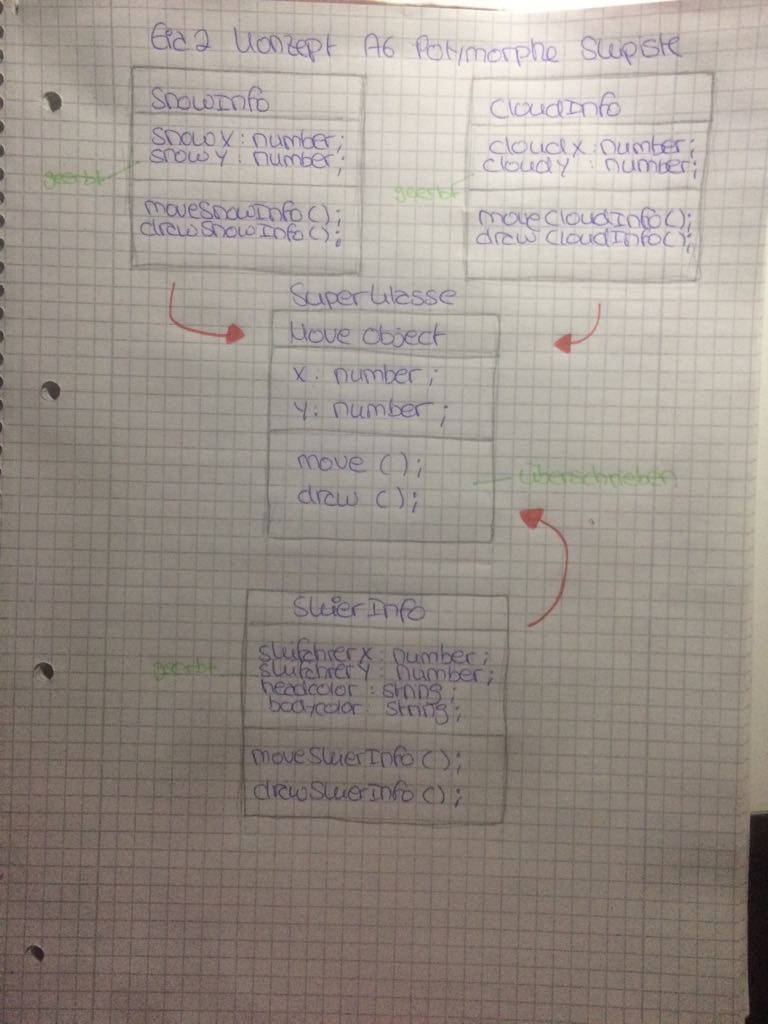 Eia 2 Konzept A6 Polymorphe Skipiste
SnowInfo
snowX: number;
snowY: number;
geerbt
moveSnowInfo();
drawSnowInfo();
CloudInfo
cloudX: number;
cloudY: number;
geerbt
moveCloudInfo();
drawCloudInfo();
Superklasse
Move Object
x: number;
y: number;
move ();
draw ();
überschrieben
SkierInfo
skifahrerX: number;
skifahrerY: number;
geerbt
headcolor: string;
bodycolor: string;
moveSkierInfo();
drawSkierInfo();